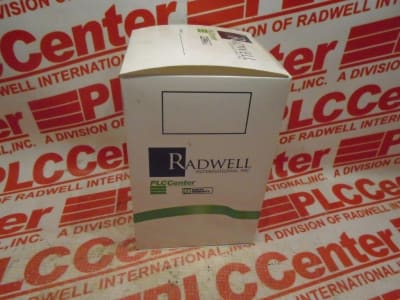 PLCCenter
A DIVISION OF RADWELL INTERNATIONAL, INC.
RADWELL
INTERNATIONAL INC.
PLCCenter